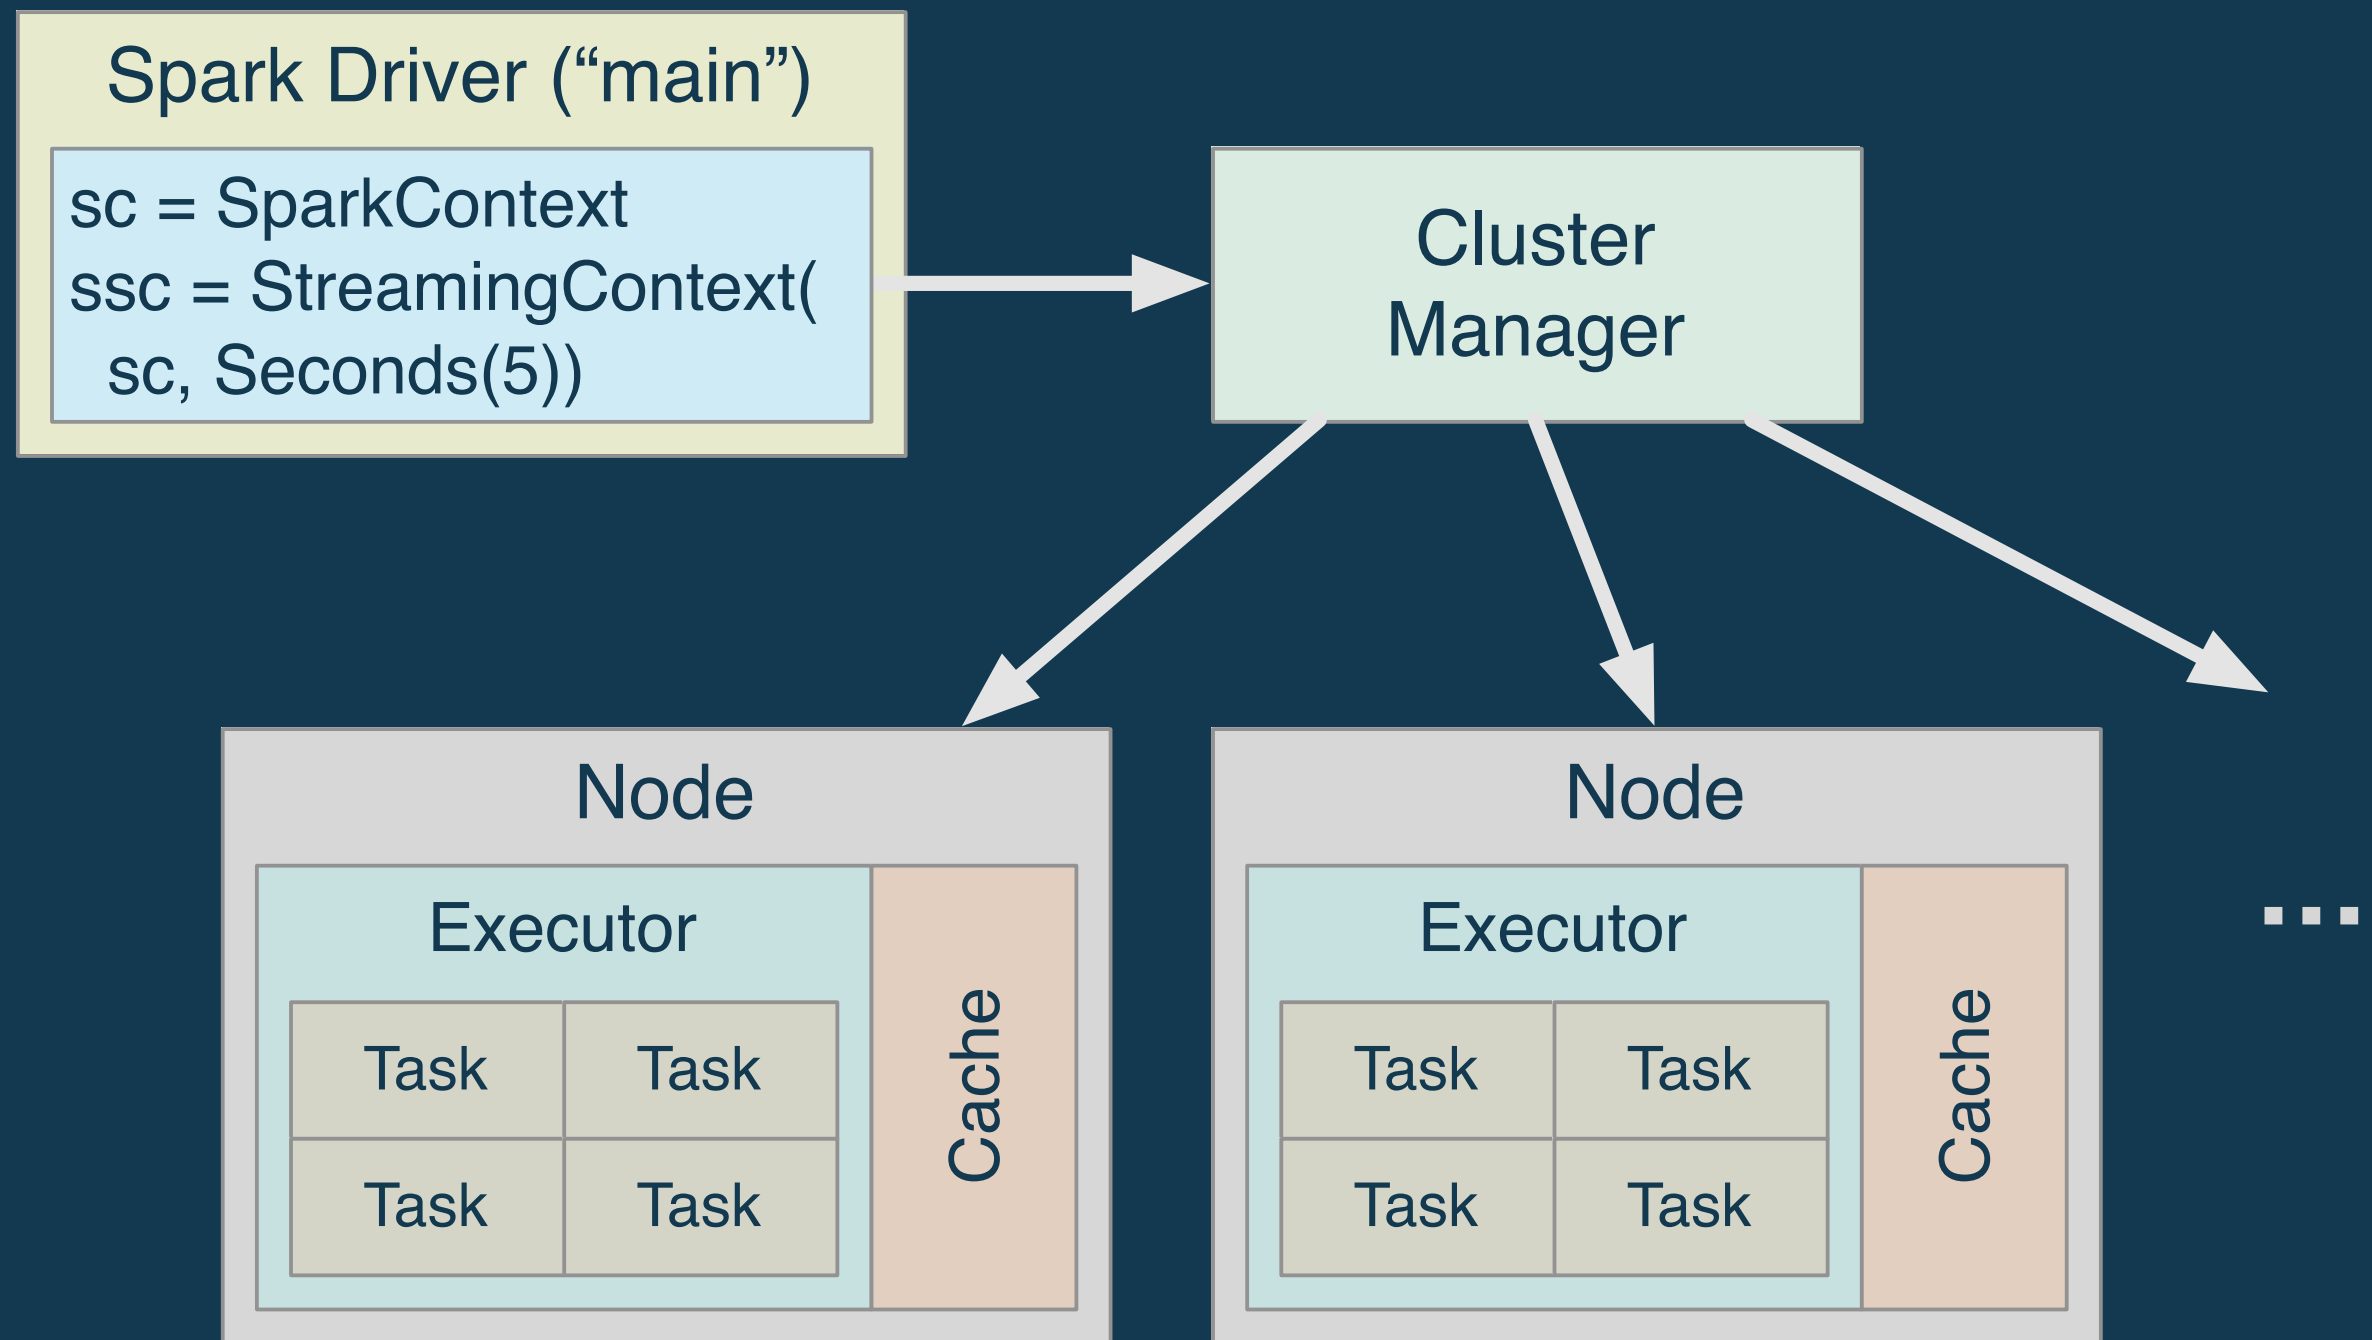 Spark Driver (“main”)
sc = SparkContext
ssc = StreamingContext(
sc, Seconds(5))
Cluster
Manager
Node
Executor
Task Task
Task Task
Cache
Node
Executor
Task Task
Task Task
Cache
...